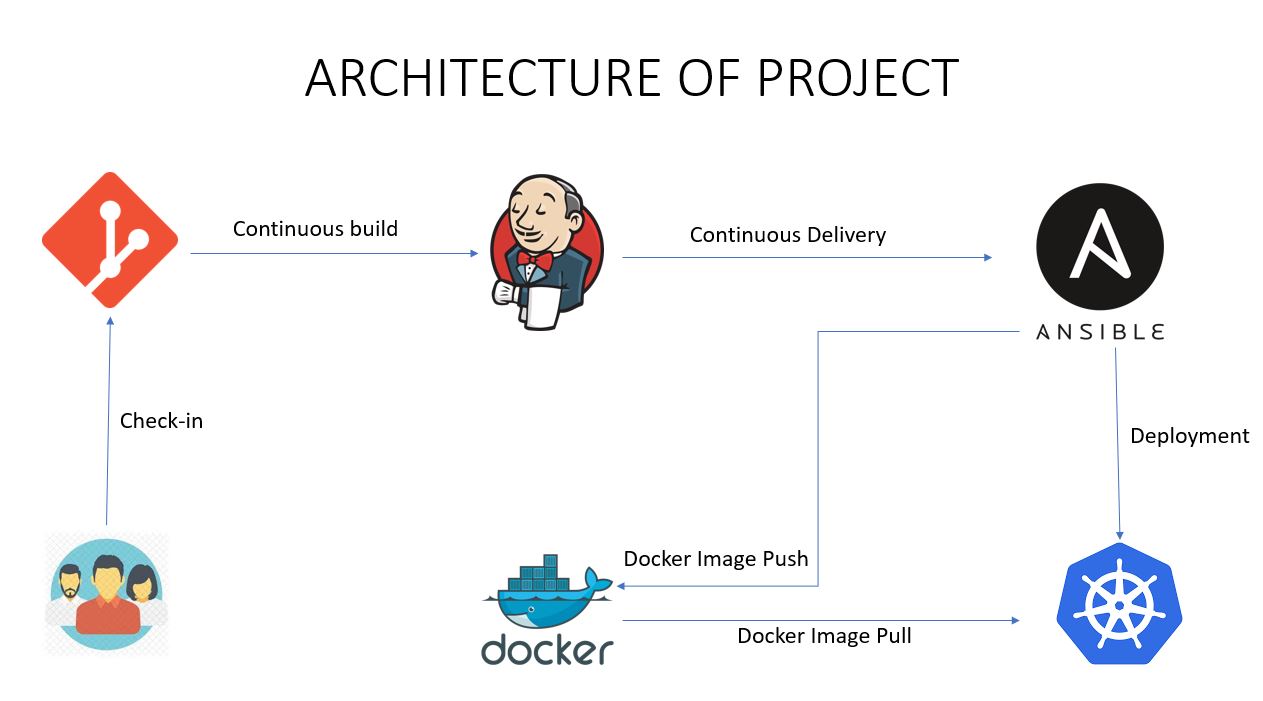 ARCHITECTURE OF PROJECT
Continuous build
Continuous Delivery
ANSIBLE
Check-in
Deployment
Docker Image Push
docker
Docker Image Pull